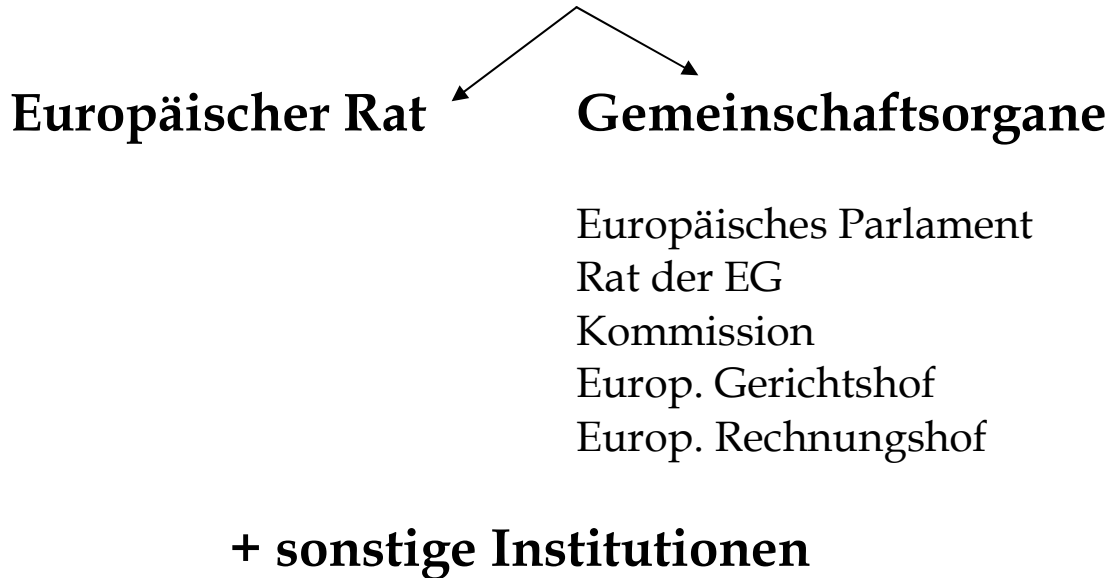 Europäischer Rat
Gemeinschaftsorgane
Europäisches Parlament
Rat der EG
Kommission
Europ. Gerichtshof
Europ. Rechnungshof
+ sonstige Institutionen